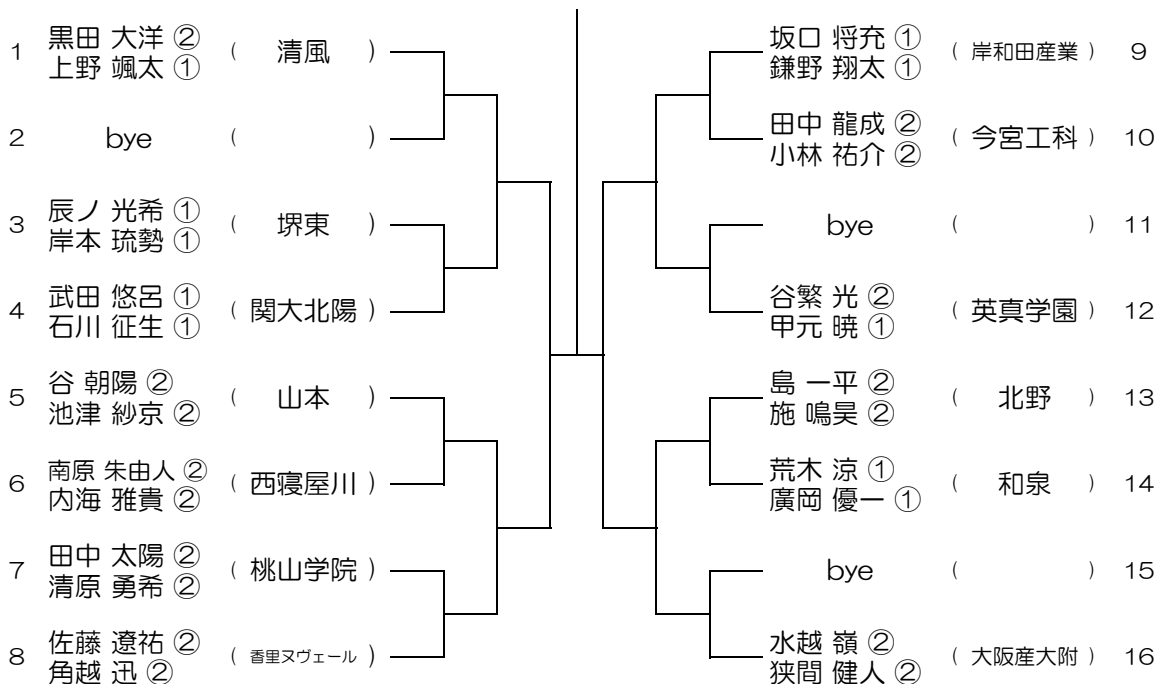 1 黒田 大洋 ② ( 清風 )
上野 颯太 ①
2 bye ( )
3 辰ノ 光希 ① ( 堺東 )
岸本 琉勢 ①
4 武田 悠呂 ① ( 関大北陽 )
石川 征生 ①
5 谷 朝陽 ② ( 山本 )
池津 紗京 ②
6 南原 朱由人 ② ( 西寝屋川 )
内海 雅貴 ②
7 田中 太陽 ② ( 桃山学院 )
清原 勇希 ②
8 佐藤 遼祐 ② ( 香里ヌヴェール )
角越 迅 ②
坂口 将充 ① ( 岸和田産業 ) 9
鎌野 翔太 ①
田中 龍成 ② ( 今宮工科 ) 10
小林 祐介 ②
bye ( ) 11
谷繁 光 ② ( 英真学園 ) 12
甲元 暁 ①
島 一平 ② ( 北野 ) 13
施 鳴昊 ②
荒木 涼 ① ( 和泉 ) 14
廣岡 優一 ①
bye ( ) 15
水越 嶺 ② ( 大阪産大附 ) 16
狭間 健人 ②